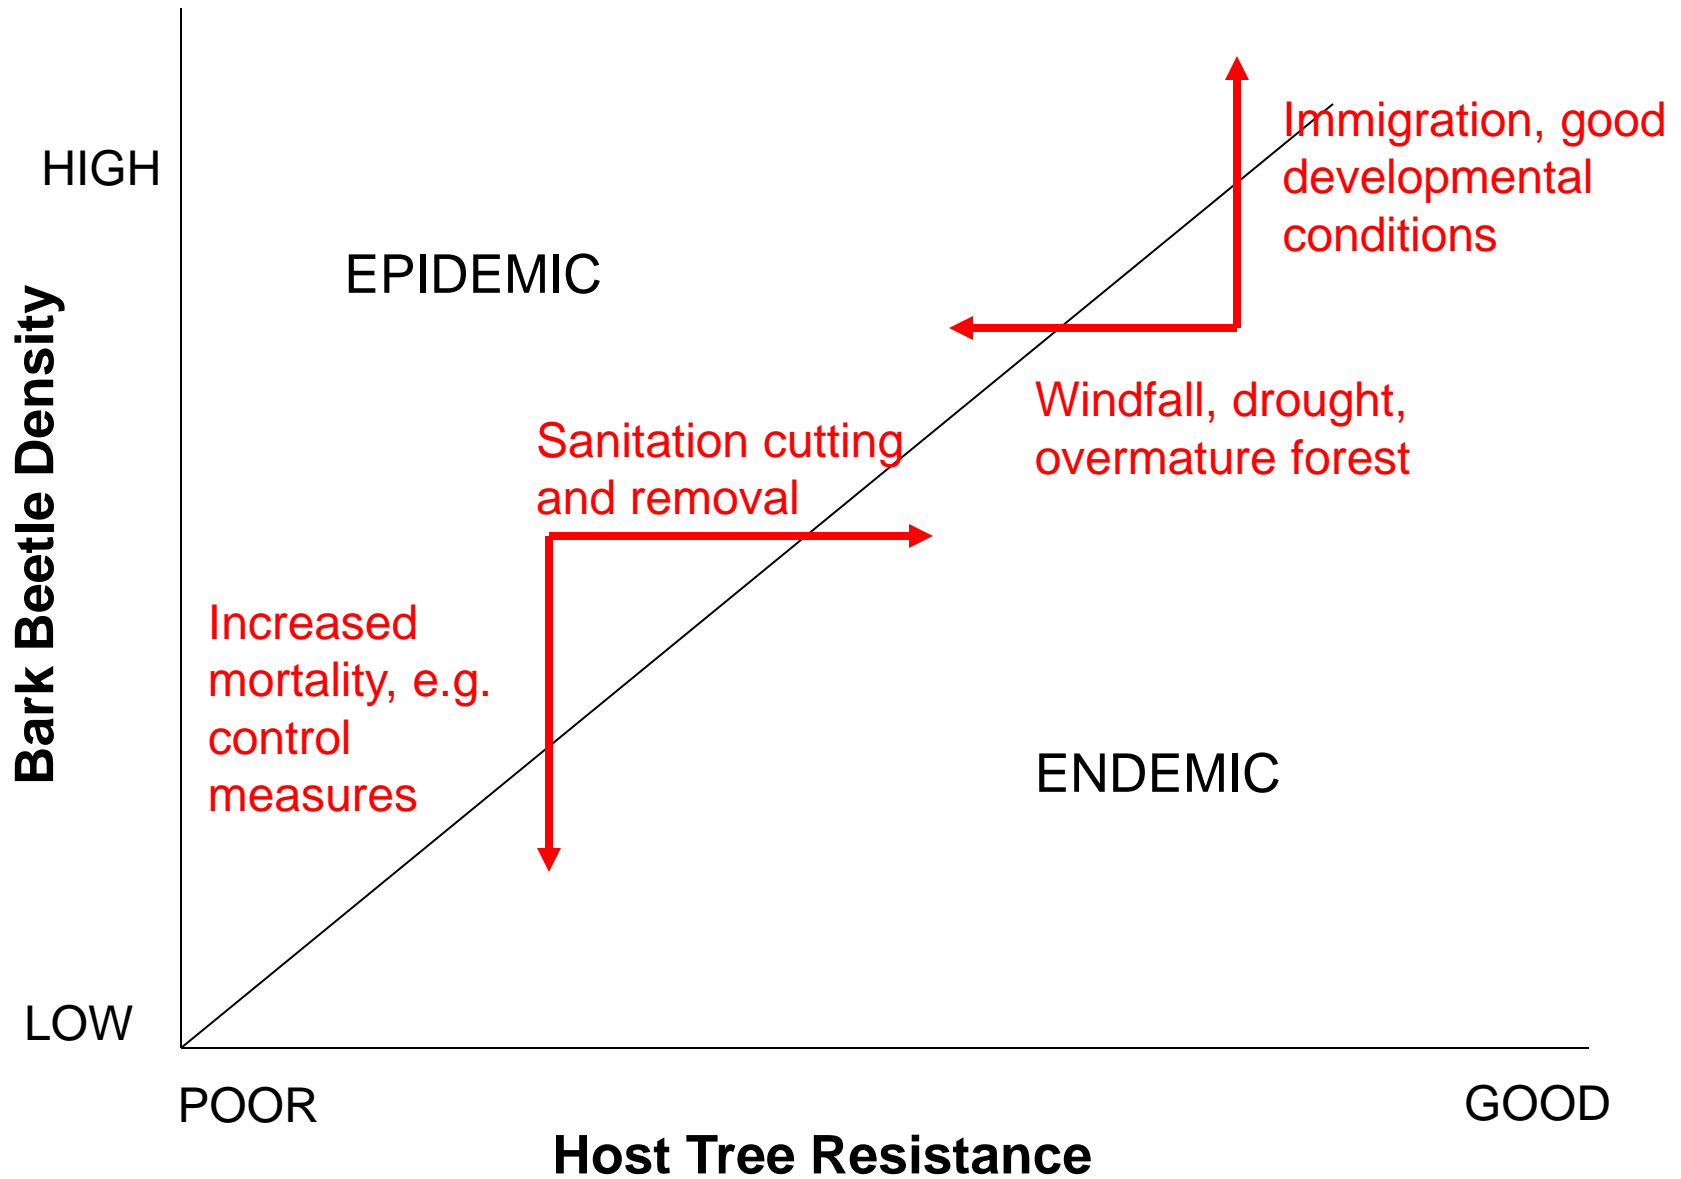 Immigration, good
developmental
conditions
HIGH
EPIDEMIC
Bark Beetle Density
Windfall, drought,
overmature forest
Sanitation cutting
and removal
Increased
mortality, e.g.
control
measures
ENDEMIC
LOW
POOR
GOOD
Host Tree Resistance